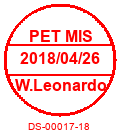 PET MIS
2018/04/26
W.Leonardo
DS-00017-18